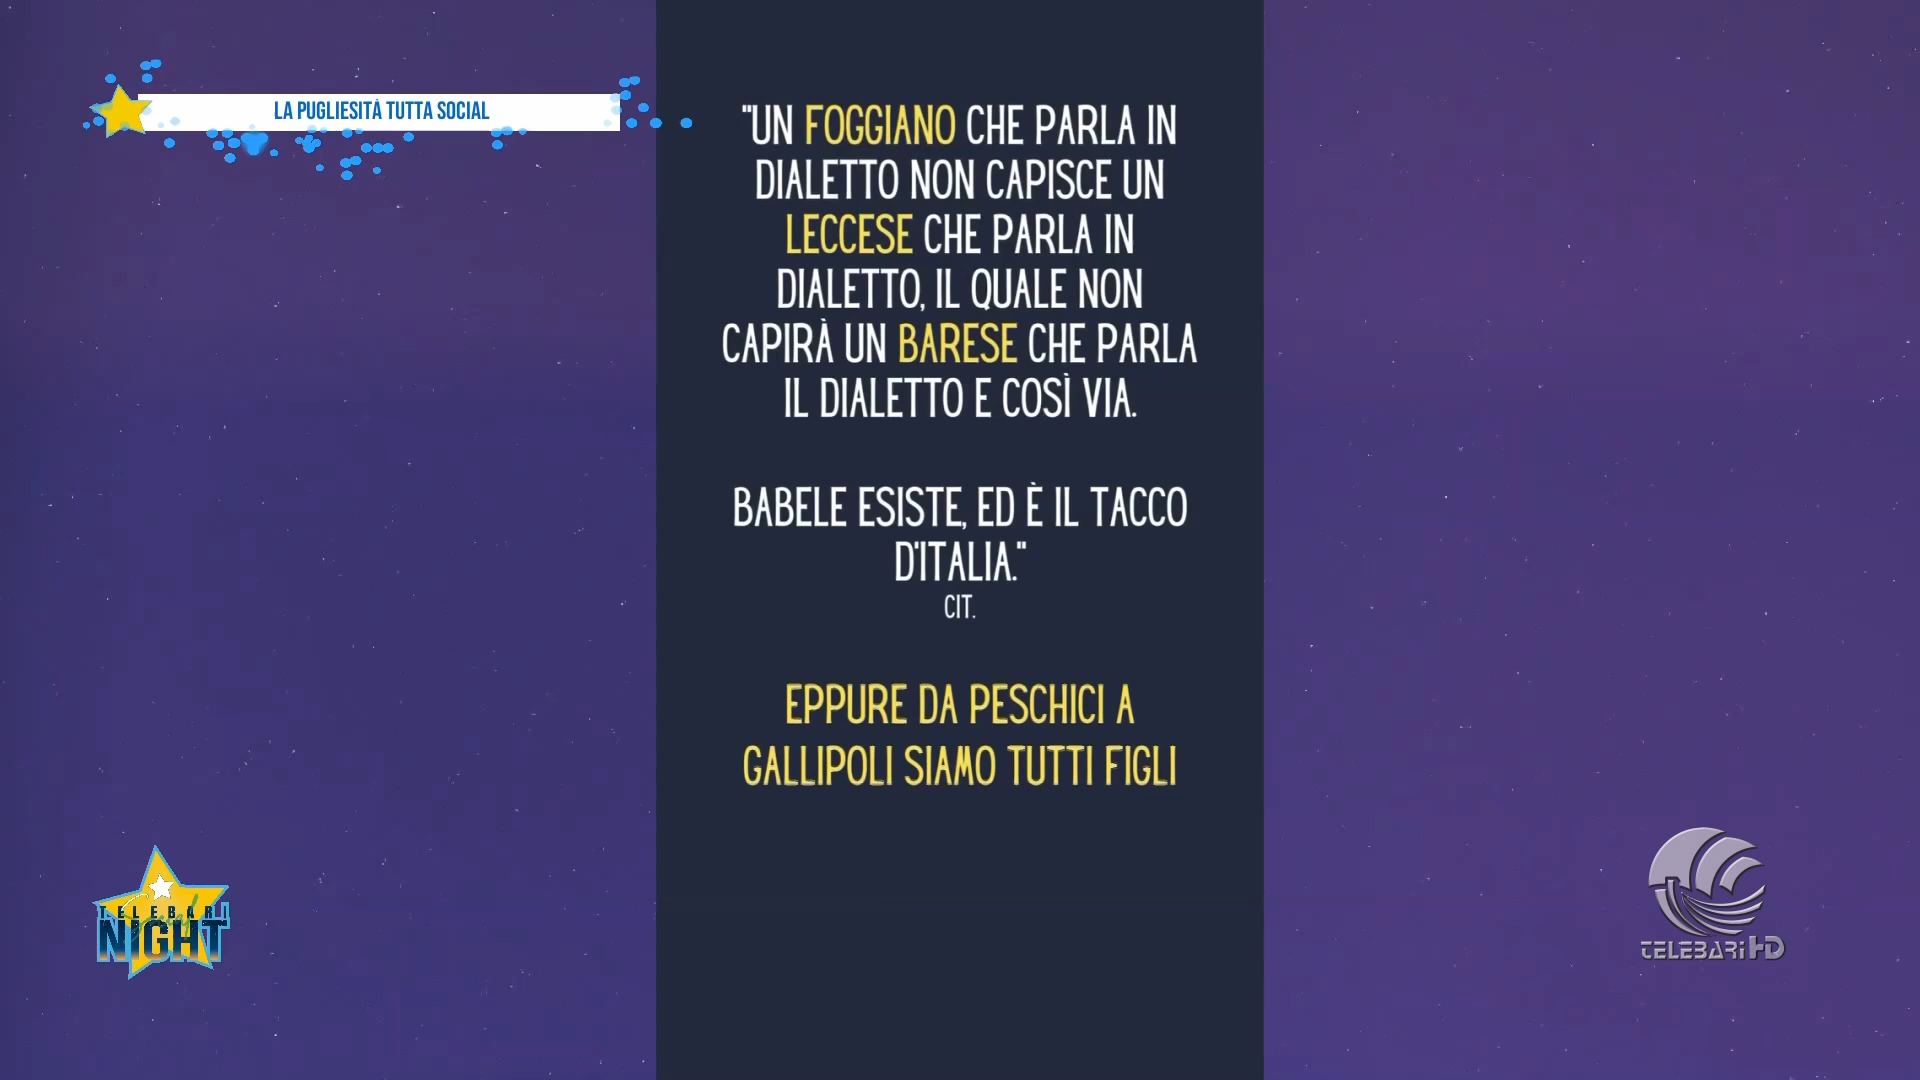 LA PUGLIESITÀ TUTTA SOCIAL
"UN FOGGIANO CHE PARLA IN
DIALETTO NON CAPISCE UN
LECCESE CHE PARLA IN
DIALETTO, IL QUALE NON
CAPIRÀ UN BARESE CHE PARLA
IL DIALETTO E COSÌ VIA.
BABELE ESISTE, ED È IL TACCO
D'ITALIA."
CIT.
EPPURE DA PESCHICI A
GALLIPOLI SIAMO TUTTI FIGLI
TELEBARI
Social
NIGHT
TELEBARI HD